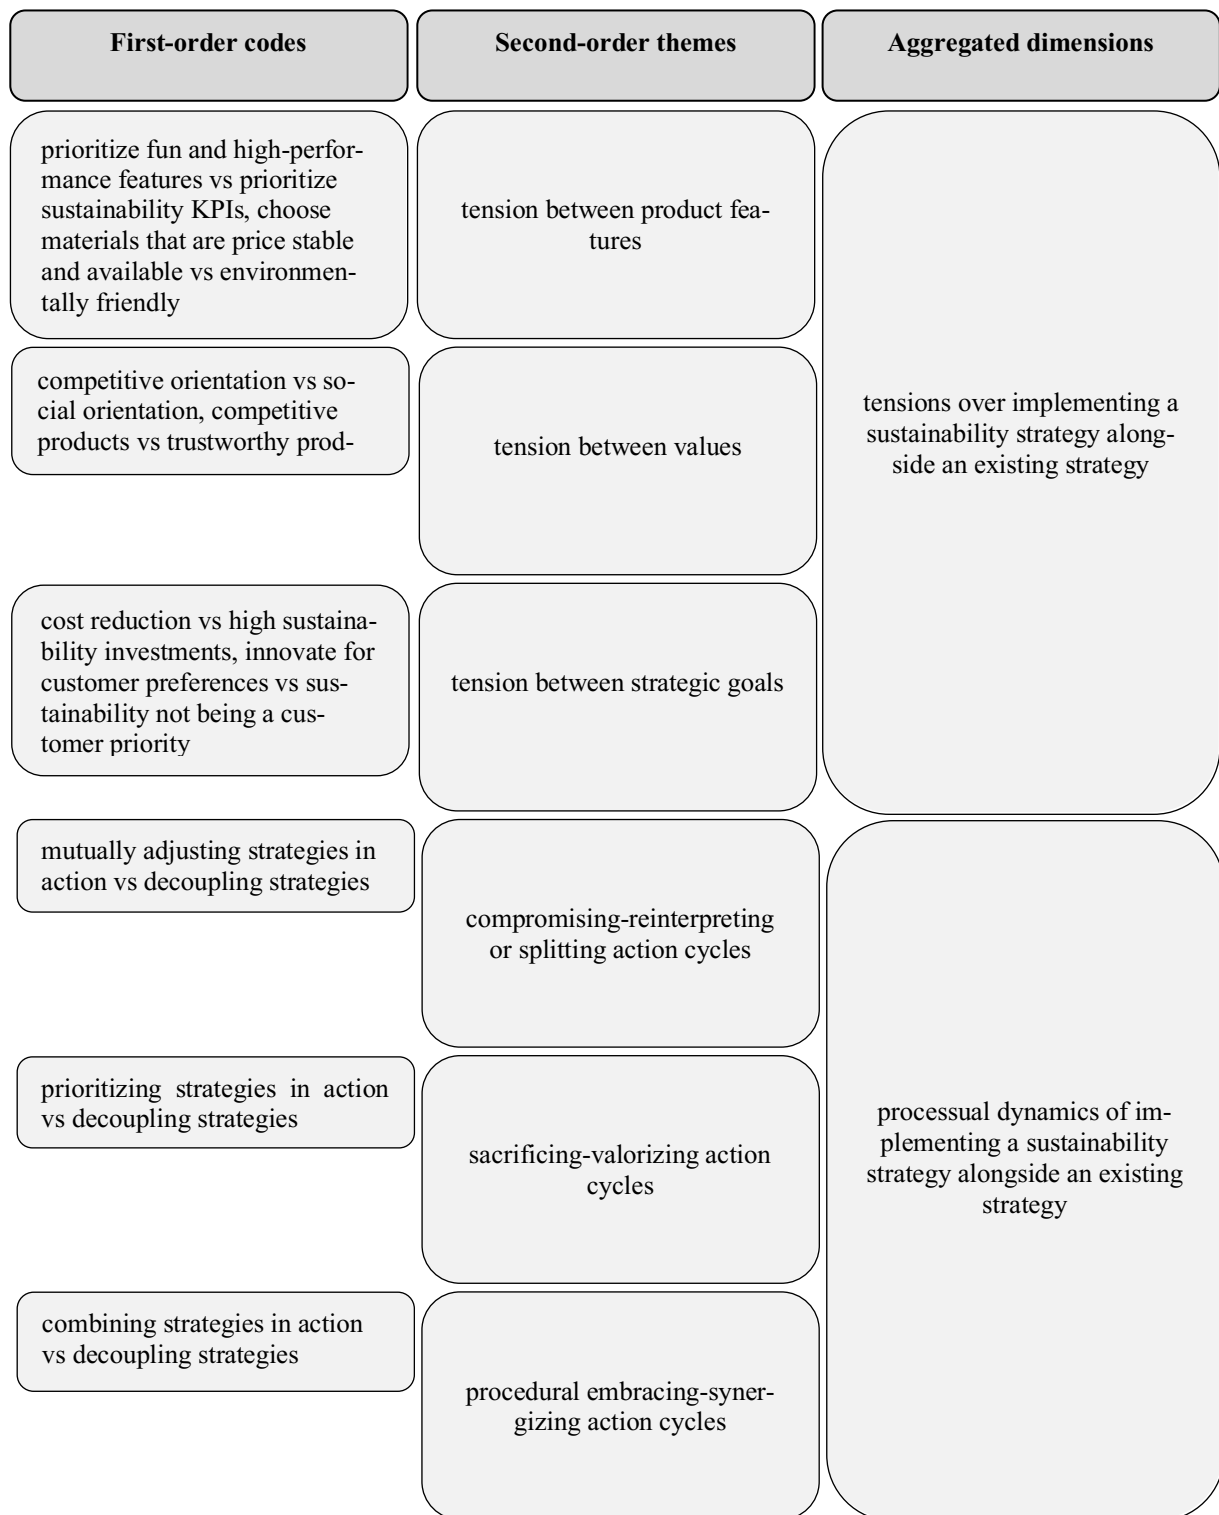 First-order codes
Second-order themes
Aggregated dimensions
prioritize fun and high-perfor-
mance features vs prioritize
sustainability KPIs, choose
materials that are price stable
and available vs environmen-
tally friendly
tension between product fea-
tures
competitive orientation vs so-
cial orientation, competitive
products vs trustworthy prod-
tension between values
tensions over implementing a
sustainability strategy along-
side an existing strategy
cost reduction vs high sustaina-
bility investments, innovate for
customer preferences vs sus-
tainability not being a cus-
tomer priority
tension between strategic goals
mutually adjusting strategies in
action vs decoupling strategies
compromising-reinterpreting
or splitting action cycles
prioritizing strategies in action
vs decoupling strategies
sacrificing-valorizing action
cycles
processual dynamics of im-
plementing a sustainability
strategy alongside an existing
strategy
combining strategies in action
vs decoupling strategies
procedural embracing-syner-
gizing action cycles